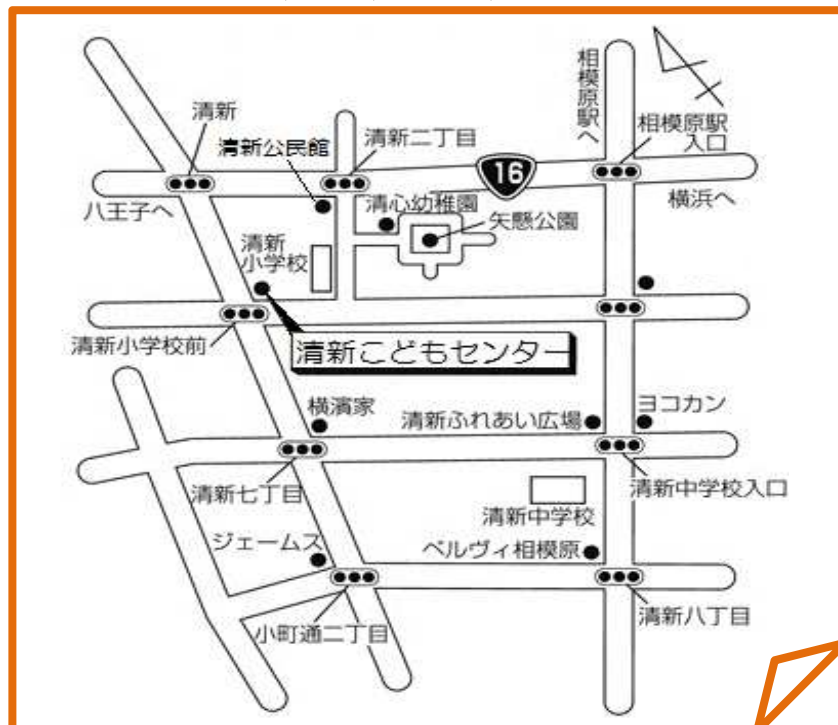 相模原駅へ
清新
清新公民館
清新二丁目
相模原駅
入口
16
八王子へ
横浜へ
清心幼稚園
矢懸公園
清新
小学校
清新小学校前
清新こどもセンター
横濱家
清新ふれあい広場
ヨコカン
清新七丁目
清新中学校
清新中学校入口
ジェームス
ベルヴィ相模原
小町通二丁目
清新八丁目